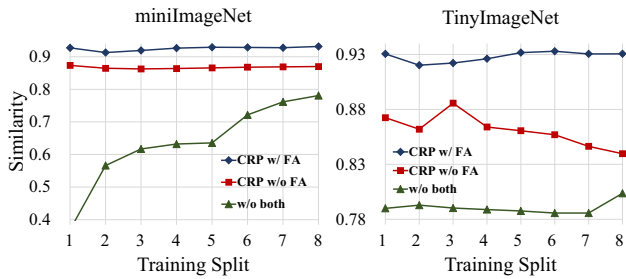 miniImageNet
0.9
0.8
0.7
0.6
0.5
0.4
Similarity
CRP w/ FA
CRP w/o FA
w/o both
1 2 3 4 5 6 7 8
Training Split
TinyImageNet
0.93
0.88
0.83
0.78
CRP w/ FA
CRP w/o FA
w/o both
1 2 3 4 5 6 7 8
Training Split